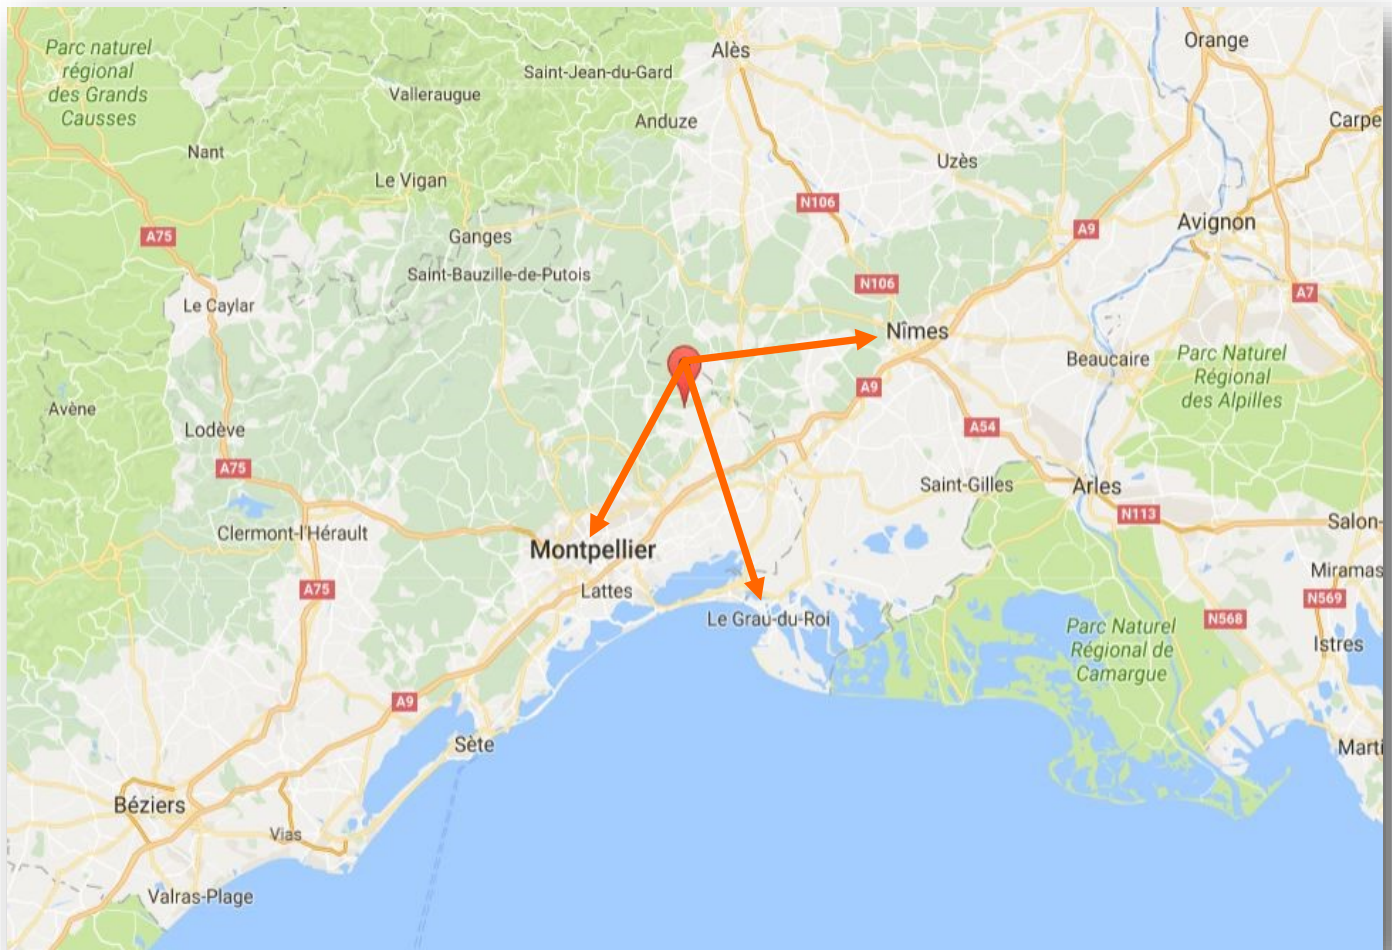 Orange
Alès
Parc naturel
régional
des Grands
Causses
Saint-Jean-du-Gard
Valleraugue
Anduze
Carpe
Nant
Uzès
Le Vigan
N106
Avignon
A9
A75
Ganges
Saint-Bauzille-de-Putois
N106
A7
Le Caylar
Nîmes
Beaucaire
Parc Naturel
Régional
des Alpilles
A9
Avène
Lodève
A54
A75
Saint-Gilles
Arles
N113
Salon-
Clermont-l'Hérault
Montpellier
Miramas
A75
Lattes
N569
Le Grau-du-Roi
N568
Parc Naturel
Régional de
Camargue
Istres
A9
Sète
Marti
Béziers
Vias
Valras-Plage